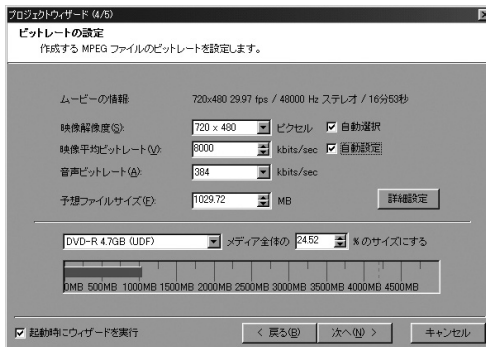 プロジェクトウィザード (4/5)
ビットレートの設定
作成する MPEG ファイルのビットレートを設定します。
ムービーの情報: 720x480 29.97 fps / 48000 Hz ステレオ / 16分53秒
映像解像度(S): 720 x 480 ピクセル 自動選択
映像平均ビットレート(V): 8000 kbits/sec 自動設定
音声ビットレート(A): 384 kbits/sec
予想ファイルサイズ(F): 1029.72 MB 詳細設定
DVD-R 4.7GB (UDF) メディア全体の 24.52 %のサイズにする
0MB 500MB 1000MB 1500MB 2000MB 2500MB 3000MB 3500MB 4000MB 4500MB
起動時にウィザードを実行 < 戻る(B) 次へ(N) > キャンセル